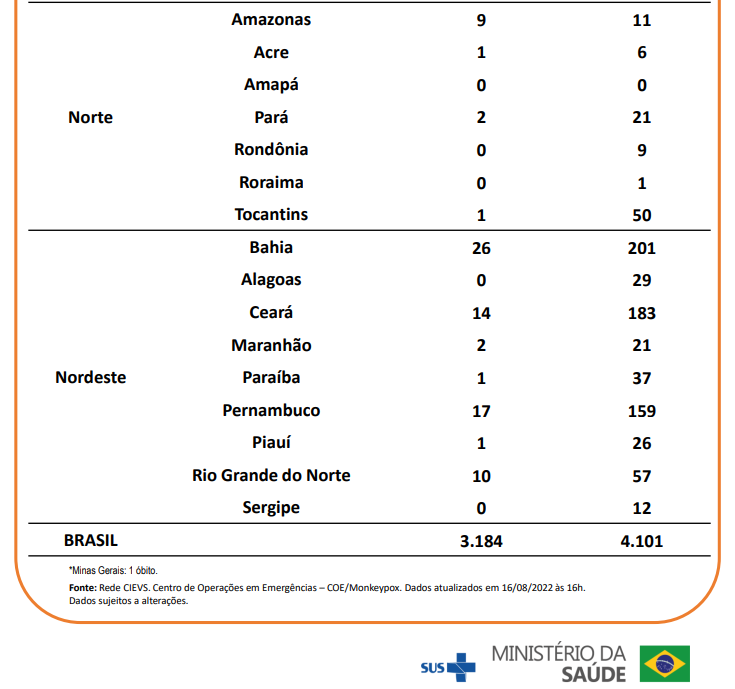 Amazonas 9 11
Acre 1 6
Amapá 0 0
Norte Pará 2 21
Rondônia 0 9
Roraima 0 1
Tocantins 1 50
Bahia 26 201
Alagoas 0 29
Ceará 14 183
Maranhão 2 21
Nordeste Paraíba 1 37
Pernambuco 17 159
Piauí 1 26
Rio Grande do Norte 10 57
Sergipe 0 12
BRASIL 3.184 4.101
*Minas Gerais: 1 óbito.
Fonte: Rede CIEVS. Centro de Operações em Emergências – COE/Monkeypox. Dados atualizados em 16/08/2022 às 16h.
Dados sujeitos a alterações.
SUS MINISTÉRIO DA
SAÚDE